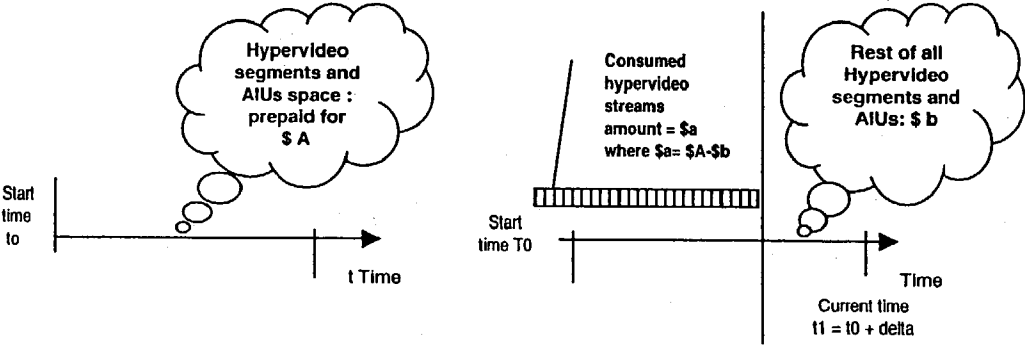 Hypervideo
segments and
AIUs space :
prepaid for
$ A
Start
time
to
t Time
Consumed
hypervideo
streams
amount = $a
where $a= $A-$b
Rest of all
Hypervideo
segments and
AIUs: $ b
Start
time T0
Time
Current time
t1 = t0 + delta